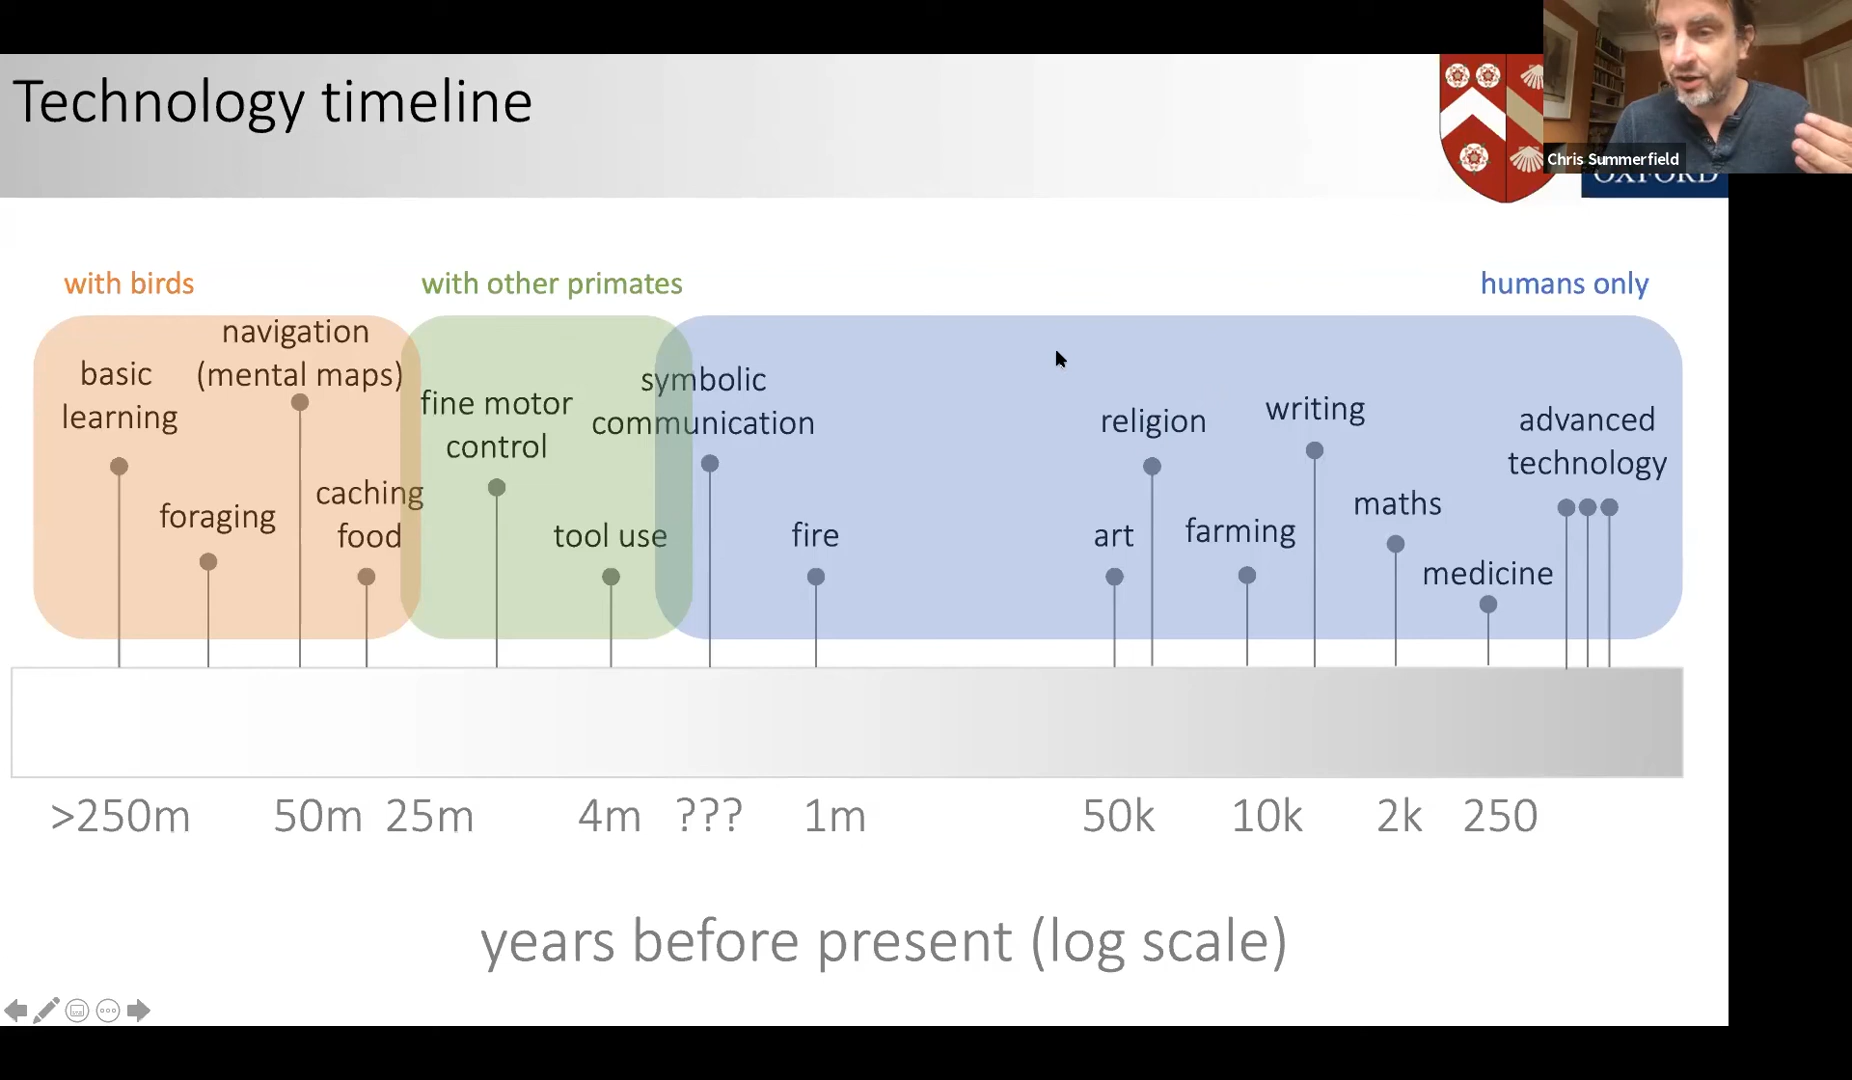 Technology timeline
Chris Summerfield
OXFORD
with birds
with other primates
humans only
navigation
(mental maps)
basic
learning
foraging
caching
food
fine motor
control
tool use
symbolic
communication
fire
art
religion
farming
writing
maths
medicine
advanced
technology
>250m
50m
25m
4m
???
1m
50k
10k
2k
250
years before present (log scale)